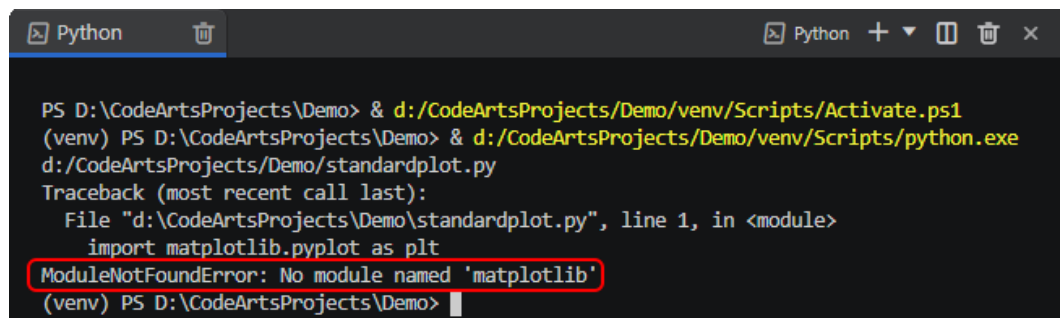 Python
Python
PS D:\CodeArtsProjects\Demo> & d:/CodeArtsProjects/Demo/venv/Scripts/Activate.ps1
(venv) PS D:\CodeArtsProjects\Demo> & d:/CodeArtsProjects/Demo/venv/Scripts/python.exe
d:/CodeArtsProjects/Demo/standardplot.py
Traceback (most recent call last):
  File "d:\CodeArtsProjects\Demo\standardplot.py", line 1, in <module>
    import matplotlib.pyplot as plt
ModuleNotFoundError: No module named 'matplotlib'
(venv) PS D:\CodeArtsProjects\Demo>